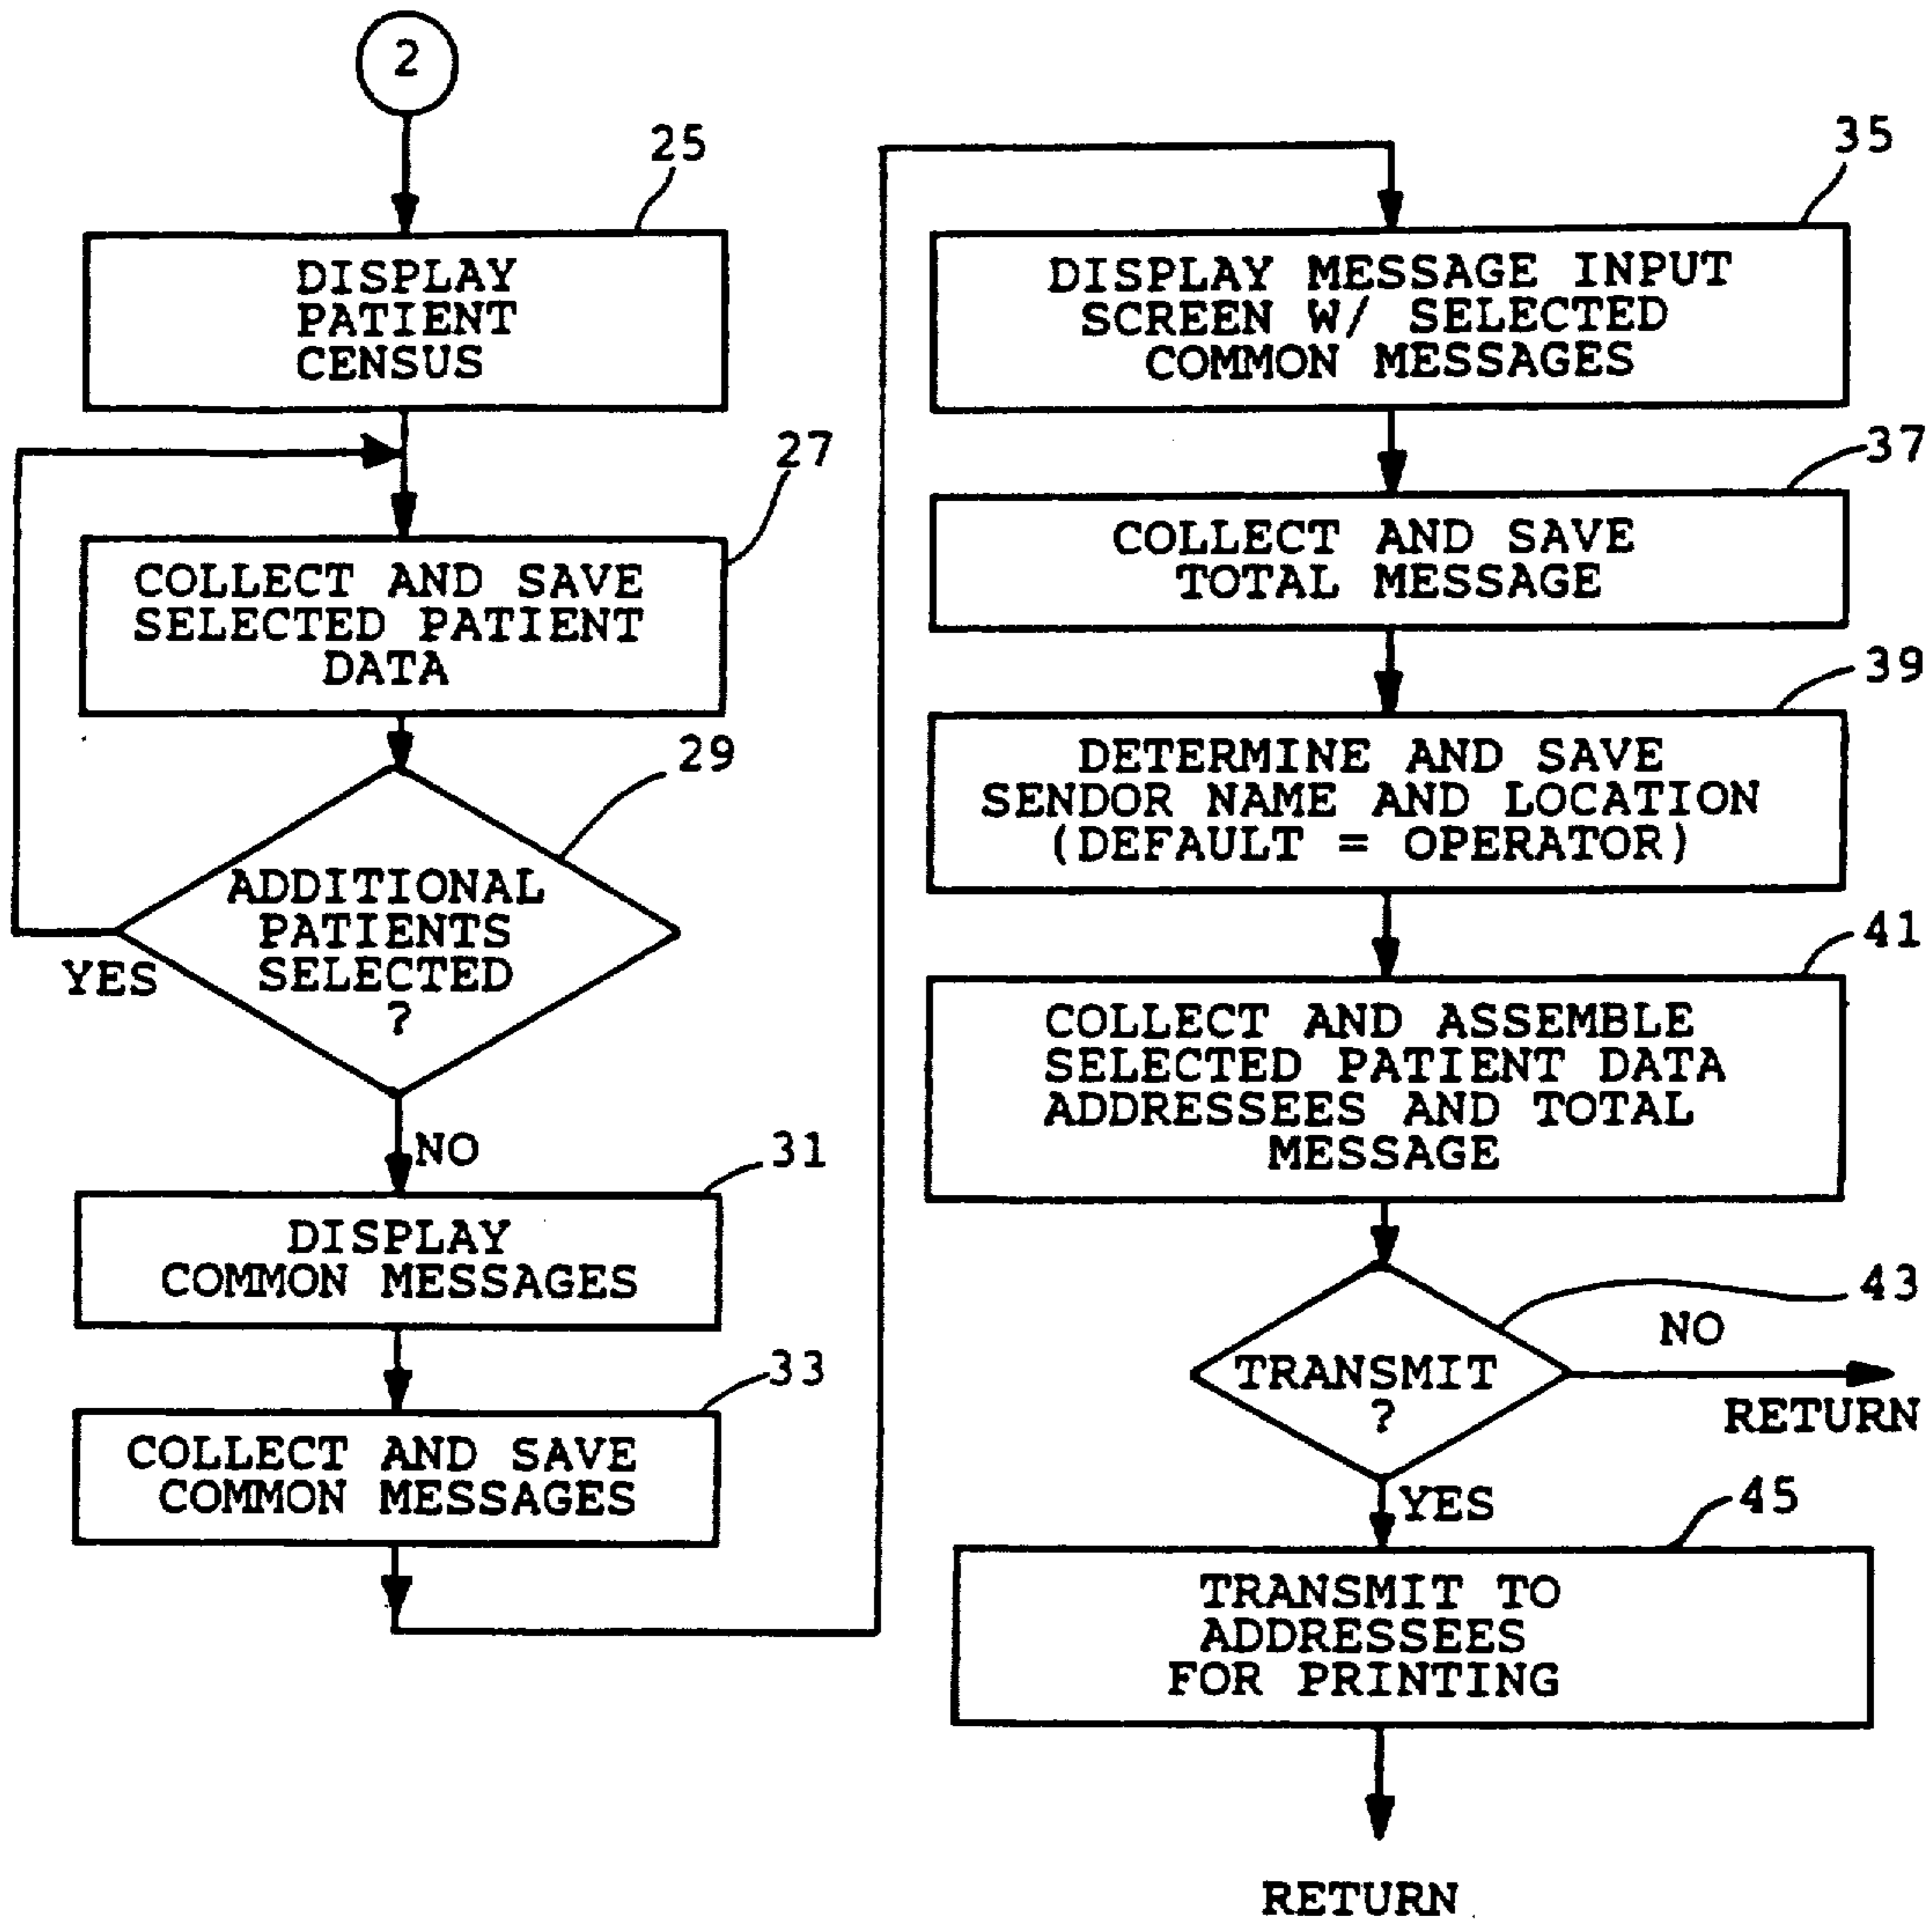 2
25
DISPLAY
PATIENT
CENSUS
27
COLLECT AND SAVE
SELECTED PATIENT
DATA
29
ADDITIONAL
PATIENTS
SELECTED
?
YES
NO
31
DISPLAY
COMMON MESSAGES
33
COLLECT AND SAVE
COMMON MESSAGES
35
DISPLAY MESSAGE INPUT
SCREEN W/ SELECTED
COMMON MESSAGES
37
COLLECT AND SAVE
TOTAL MESSAGE
39
DETERMINE AND SAVE
SENDOR NAME AND LOCATION
(DEFAULT = OPERATOR)
41
COLLECT AND ASSEMBLE
SELECTED PATIENT DATA
ADDRESSEES AND TOTAL
MESSAGE
43
TRANSMIT
?
NO
RETURN
YES
45
TRANSMIT TO
ADDRESSEES
FOR PRINTING
RETURN